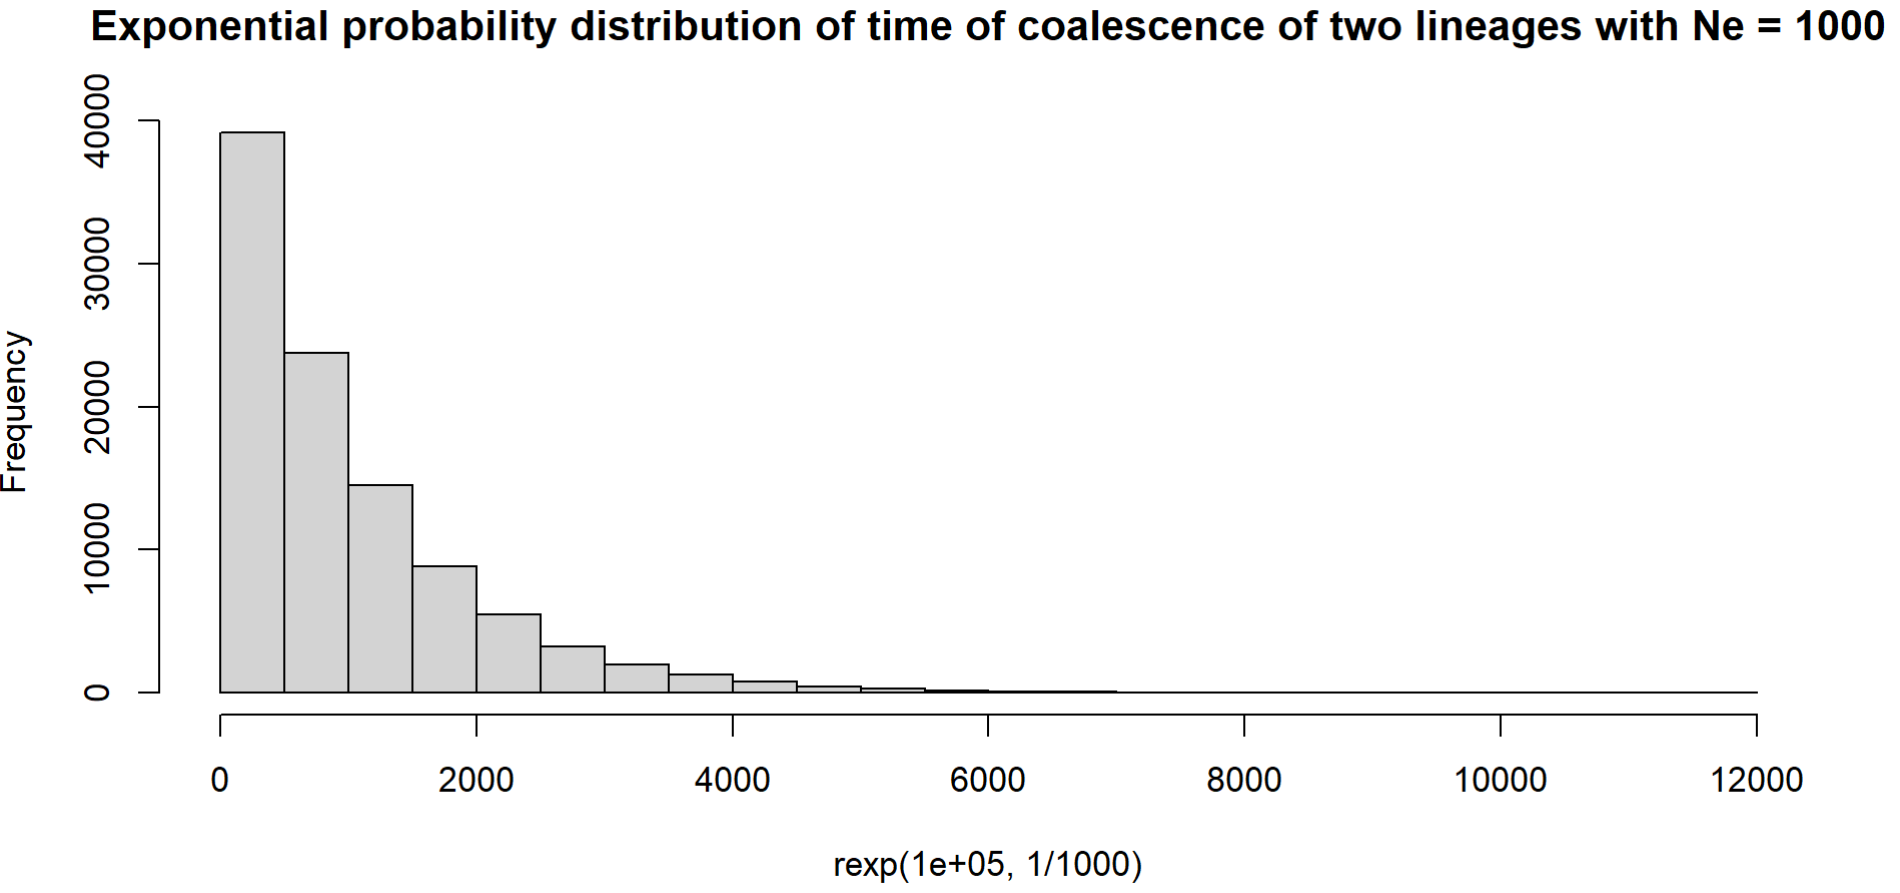 Exponential probability distribution of time of coalescence of two lineages with Ne = 1000
Frequency
40000
30000
20000
10000
0
0 2000 4000 6000 8000 10000 12000
rexp(1e+05, 1/1000)